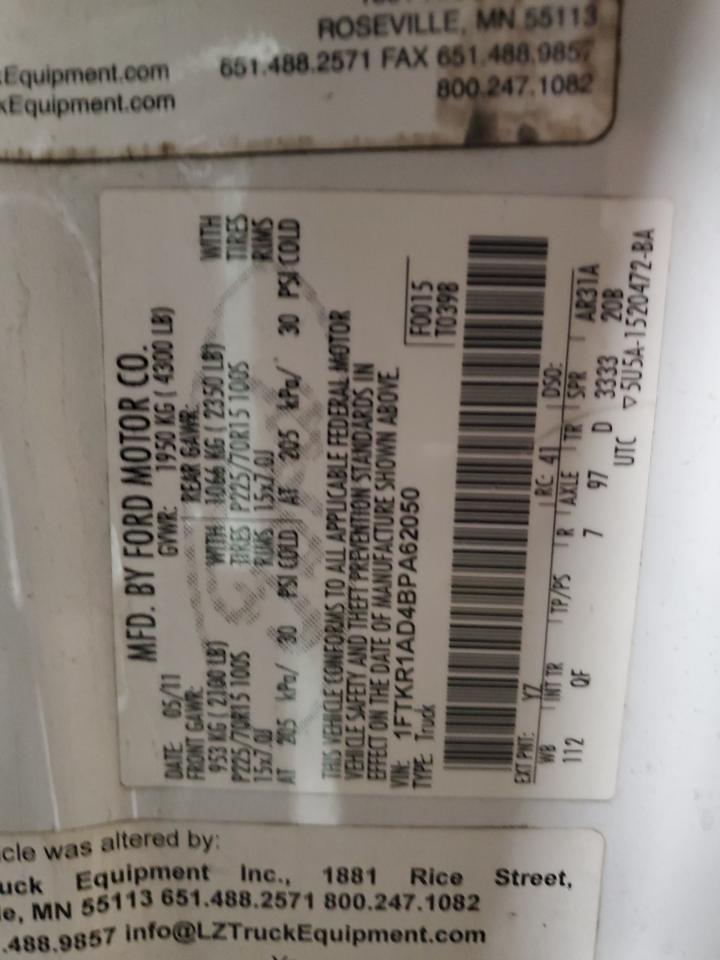 ROSEVILLE, MN 55113
Equipment.com 651.488.2571 FAX 651.488.9857
kEquipment.com 800.247.1082
MFD. BY FORD MOTOR CO.
DATE: 05/11 GVWR: 1950 KG ( 4300 LB)
FRONT GAWR: REAR GAWR:
953 KG ( 2100 LB) WITH 1066 KG ( 2350 LB) WITH
P225/70R15 100S TIRES P225/70R15 100S TIRES
15x7.0J RIMS 15x7.0J RIMS
AT 205 kPa/ 30 PSI COLD AT 205 kPa/ 30 PSI COLD
THIS VEHICLE CONFORMS TO ALL APPLICABLE FEDERAL MOTOR
VEHICLE SAFETY AND THEFT PREVENTION STANDARDS IN
EFFECT ON THE DATE OF MANUFACTURE SHOWN ABOVE.
VIN: 1FTKR1AD4BPA62050 F0015
TYPE: Truck T0398
EXT PNT: YZ RC: 41 DSO:
WB INT TR TP/PS R AXLE TR SPR AR31A
112 QF 7 97 D 3333 20B
UTC ▽5U5A-1520472-BA
cle was altered by:
uck Equipment Inc., 1881 Rice Street,
le, MN 55113 651.488.2571 800.247.1082
.488.9857 info@LZTruckEquipment.com